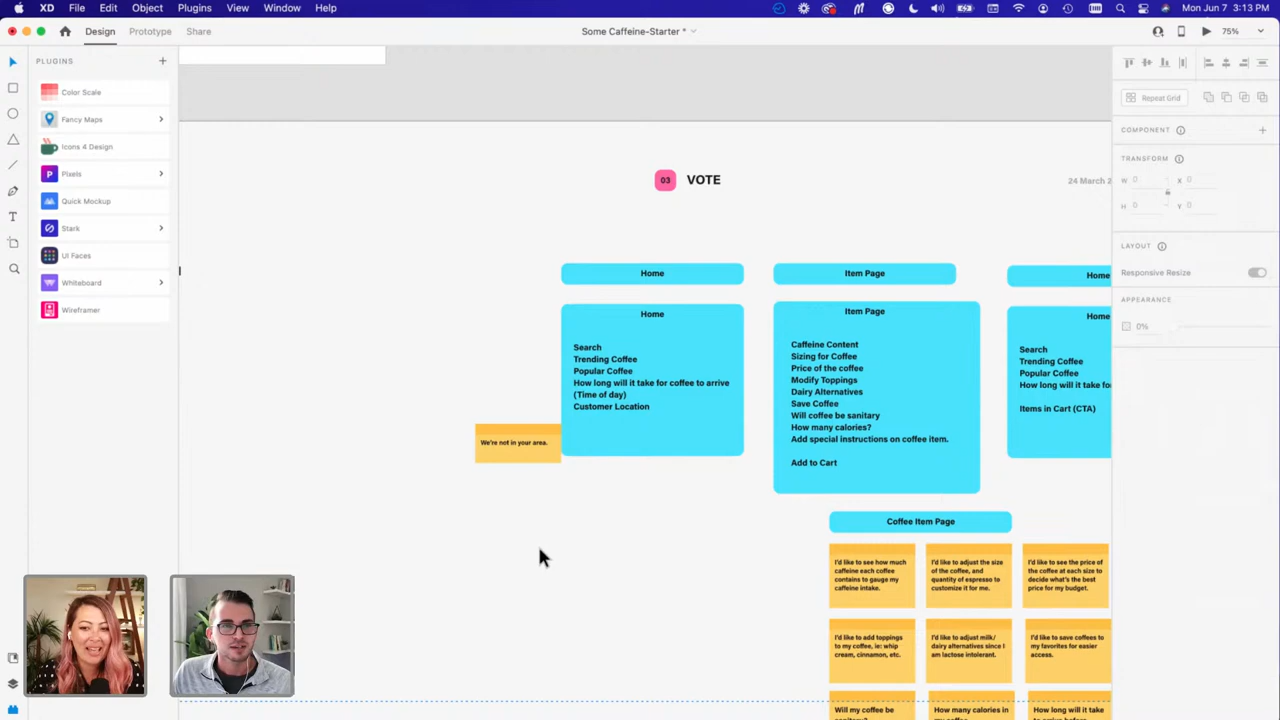 XD File Edit Object Plugins View Window Help
Mon Jun 7 3:13 PM
Design Prototype Share
Some Caffeine-Starter *
75%
PLUGINS
Color Scale
Fancy Maps
Icons 4 Design
Pixels
Quick Mockup
Stark
UI Faces
Whiteboard
Wireframer
03 VOTE
24 March 2
Home
Home
Search
Trending Coffee
Popular Coffee
How long will it take for coffee to arrive
(Time of day)
Customer Location
We're not in your area.
Item Page
Item Page
Caffeine Content
Sizing for Coffee
Price of the coffee
Modify Toppings
Dairy Alternatives
Save Coffee
Will coffee be sanitary
How many calories?
Add special instructions on coffee item.
Add to Cart
Home
Home
Search
Trending Coffee
Popular Coffee
How long will it take fo
Items in Cart (CTA)
Coffee Item Page
I'd like to see how much
caffeine each coffee
contains to gauge my
caffeine intake.
I'd like to adjust the size
of the coffee, and
quantity of espresso to
customize it for me.
I'd like to see the price of
the coffee at each size to
decide what's the best
price for my budget.
I'd like to add toppings
to my coffee, ie: whip
cream, cinnamon, etc.
I'd like to adjust milk/
dairy alternatives since I
am lactose intolerant.
I'd like to save coffees to
my favorites for easier
access.
Will my coffee be
How many calories in
How long will it take
Repeat Grid
COMPONENT
TRANSFORM
W 0 X 0
H 0 Y 0
LAYOUT
Responsive Resize
APPEARANCE
0%